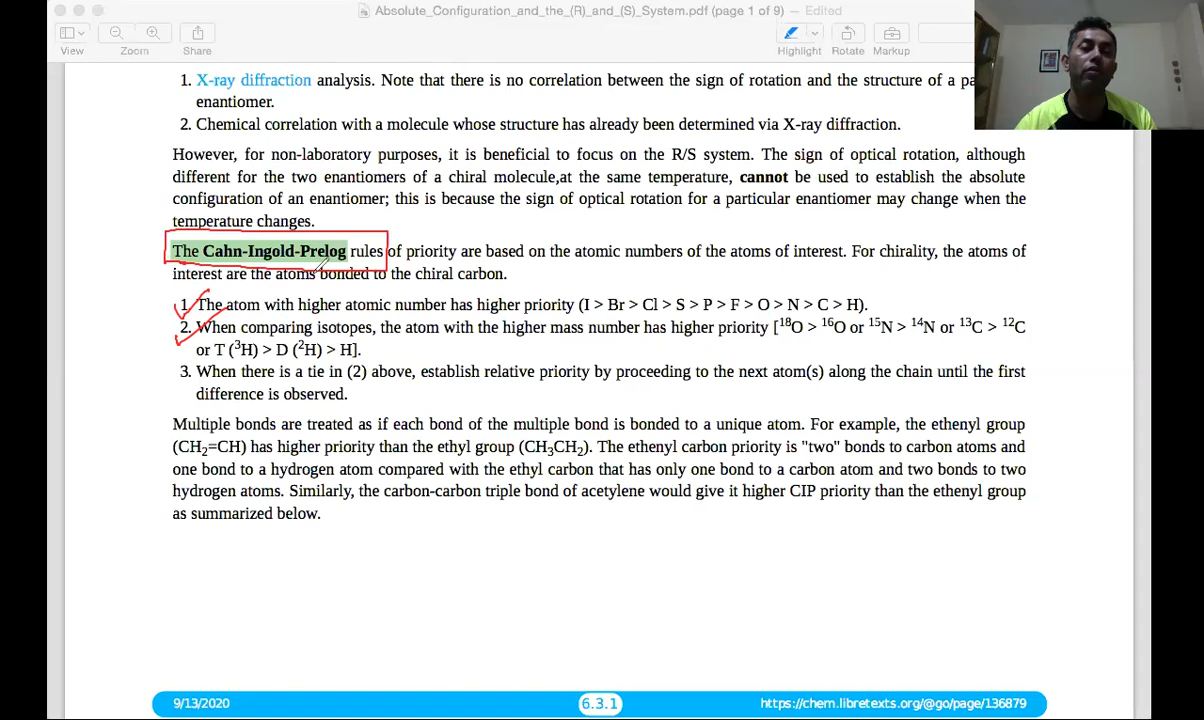 Absolute_Configuration_and_the_(R)_and_(S)_System.pdf (page 1 of 9) — Edited
View Zoom Share Highlight Rotate Markup
1. X-ray diffraction analysis. Note that there is no correlation between the sign of rotation and the structure of a
enantiomer.
2. Chemical correlation with a molecule whose structure has already been determined via X-ray diffraction.
However, for non-laboratory purposes, it is beneficial to focus on the R/S system. The sign of optical rotation, although
different for the two enantiomers of a chiral molecule,at the same temperature, cannot be used to establish the absolute
configuration of an enantiomer; this is because the sign of optical rotation for a particular enantiomer may change when the
temperature changes.
The Cahn-Ingold-Prelog rules of priority are based on the atomic numbers of the atoms of interest. For chirality, the atoms of
interest are the atoms bonded to the chiral carbon.
1. The atom with higher atomic number has higher priority (I > Br > Cl > S > P > F > O > N > C > H).
2. When comparing isotopes, the atom with the higher mass number has higher priority [¹⁸O > ¹⁶O or ¹⁵N > ¹⁴N or ¹³C > ¹²C
or T (³H) > D (²H) > H].
3. When there is a tie in (2) above, establish relative priority by proceeding to the next atom(s) along the chain until the first
difference is observed.
Multiple bonds are treated as if each bond of the multiple bond is bonded to a unique atom. For example, the ethenyl group
(CH₂=CH) has higher priority than the ethyl group (CH₃CH₂). The ethenyl carbon priority is "two" bonds to carbon atoms and
one bond to a hydrogen atom compared with the ethyl carbon that has only one bond to a carbon atom and two bonds to two
hydrogen atoms. Similarly, the carbon-carbon triple bond of acetylene would give it higher CIP priority than the ethenyl group
as summarized below.
9/13/2020 6.3.1 https://chem.libretexts.org/@go/page/136879